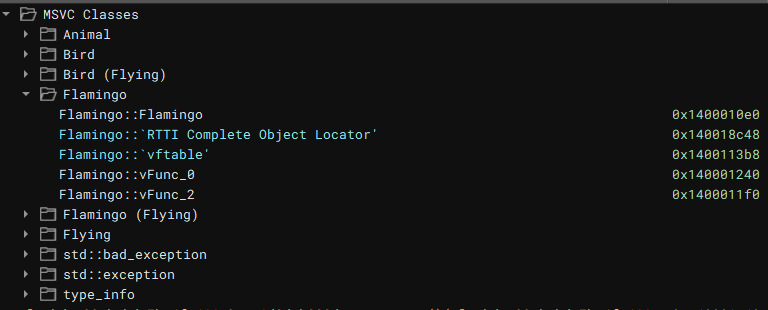 MSVC Classes
Animal
Bird
Bird (Flying)
Flamingo
Flamingo::Flamingo 0x1400010e0
Flamingo::`RTTI Complete Object Locator' 0x140018c48
Flamingo::`vftable' 0x1400113b8
Flamingo::vFunc_0 0x140001240
Flamingo::vFunc_2 0x1400011f0
Flamingo (Flying)
Flying
std::bad_exception
std::exception
type_info